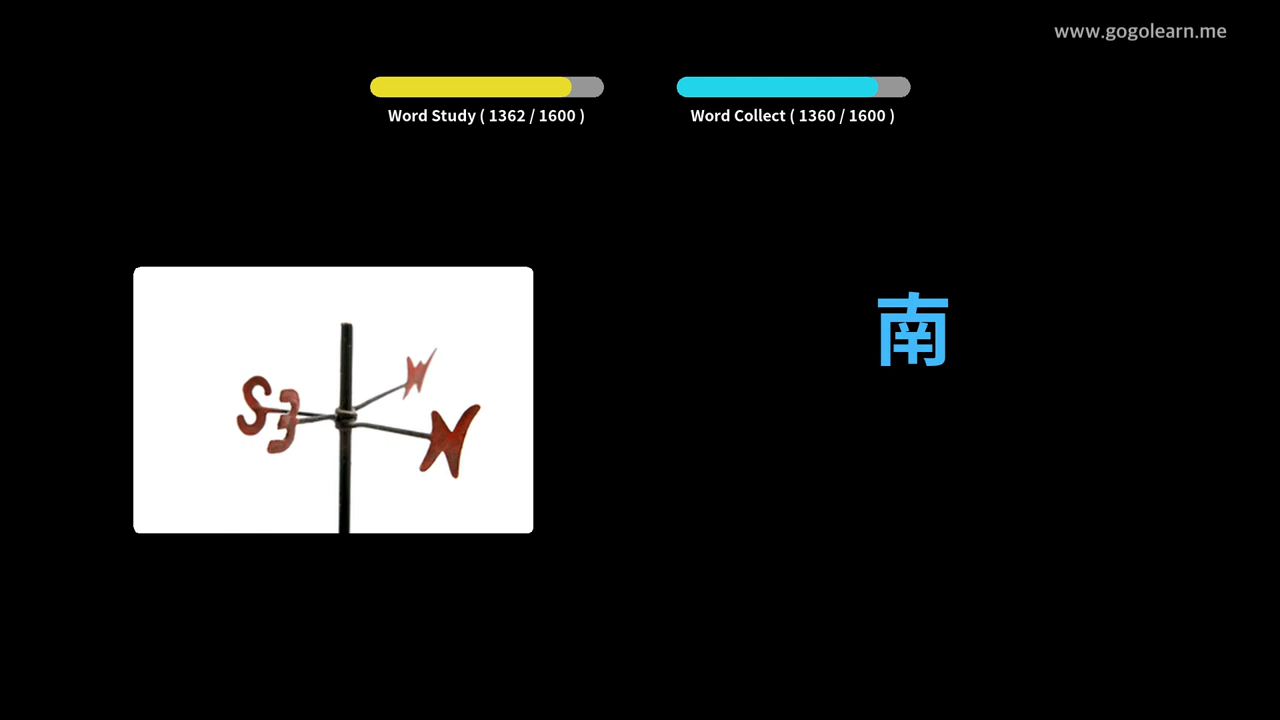 www.gogolearn.me
Word Study ( 1362 / 1600 )
Word Collect ( 1360 / 1600 )
南
S
E
N